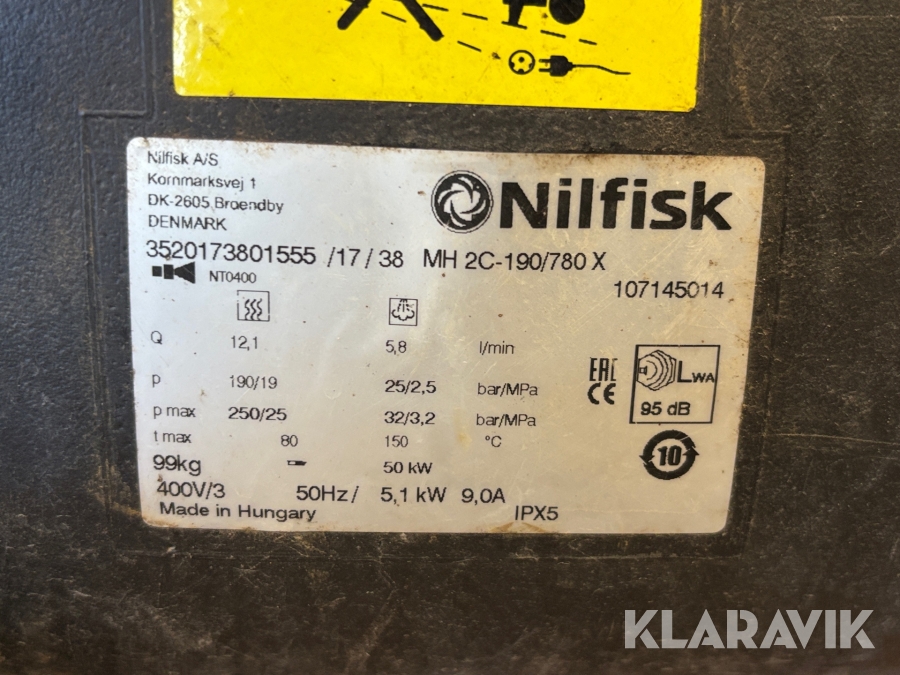 Nilfisk A/S
Kornmarksvej 1
DK-2605 Broendby
DENMARK
Nilfisk
3520173801555 /17 / 38 MH 2C-190/780 X
NT0400
107145014
Q 12,1 5,8 l/min
p 190/19 25/2,5 bar/MPa
p max 250/25 32/3,2 bar/MPa
t max 80 150 °C
EAC
CE
LWA
95 dB
10
99kg 50 kW
400V/3 50Hz / 5,1 kW 9,0A
Made in Hungary IPX5
KLARAVIK